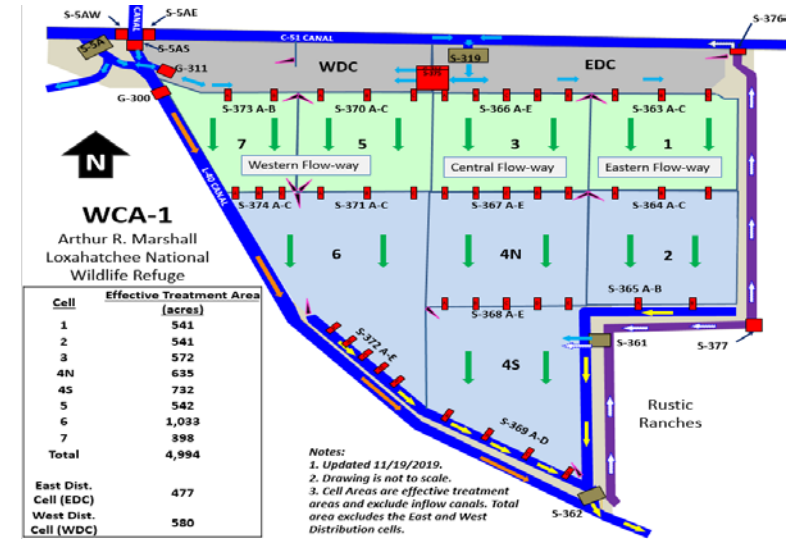 S-5AW
CANAL
S-5AE
S-376
C-51 CANAL
S-5A
S-5AS
S-319
G-311
WDC
EDC
G-300
S-373 A-B
S-370 A-C
S-366 A-E
S-363 C-A
7
5
3
1
Western Flow-way
Central Flow-way
Eastern Flow-way
L-40 CANAL
N
S-374 A-C
S-371 A-C
S-367 A-E
S-364 A-C
WCA-1
Arthur R. Marshall
Loxahatchee National
Wildlife Refuge
6
4N
2
S-365 A-B
S-368 A-E
S-372 A-E
S-361
S-377
4S
Rustic
Ranches
S-369 A-D
S-362
Cell Effective Treatment Area
(acres)
1 541
2 541
3 572
4N 635
4S 732
5 542
6 1,033
7 398
Total 4,994
East Dist.
Cell (EDC) 477
West Dist.
Cell (WDC) 580
Notes:
1. Updated 11/19/2019.
2. Drawing is not to scale.
3. Cell Areas are effective treatment
areas and exclude inflow canals. Total
area excludes the East and West
Distribution cells.